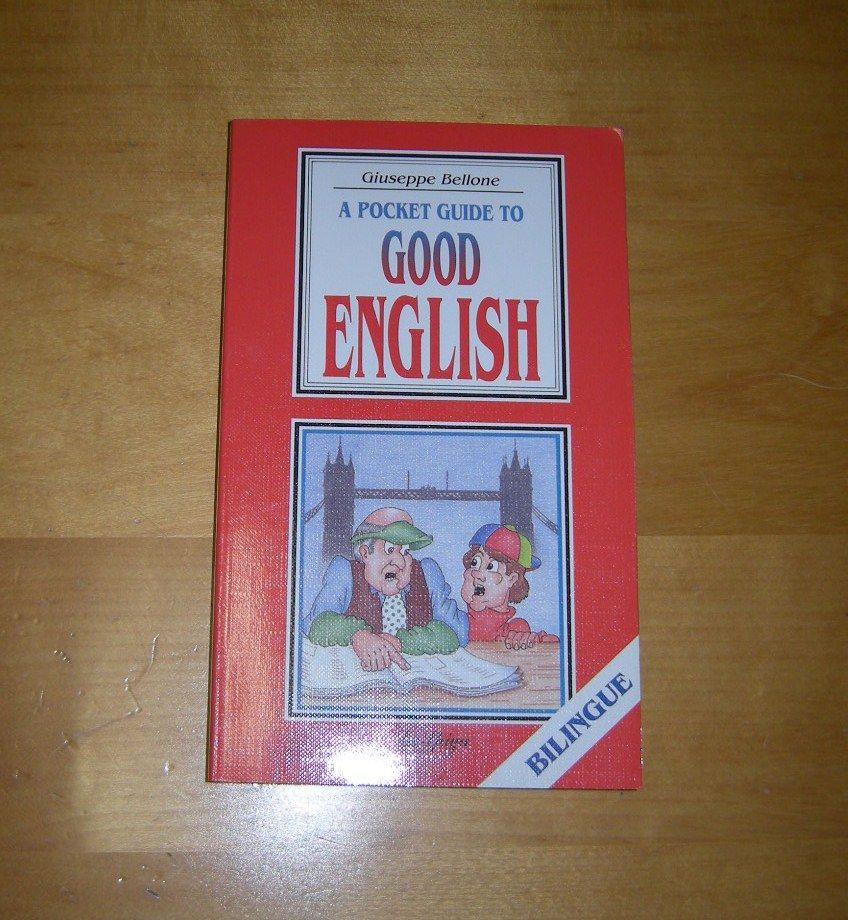 Giuseppe Bellone
A POCKET GUIDE TO
GOOD
ENGLISH
BILINGUE